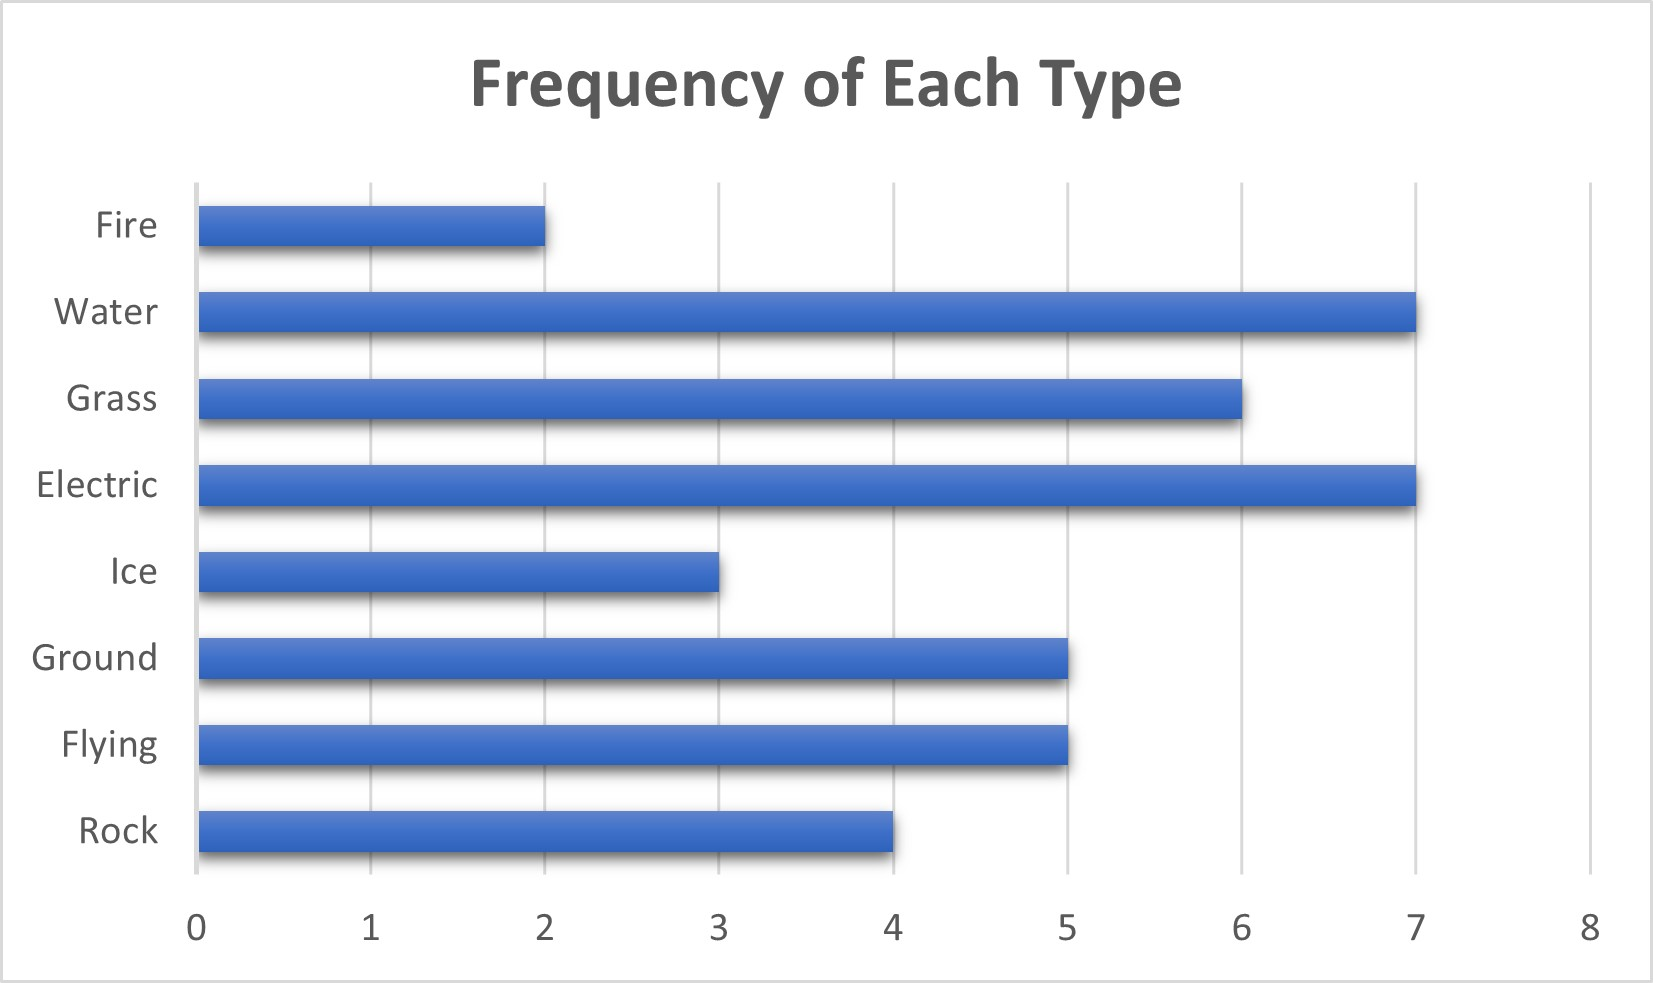 Frequency of Each Type
Fire
Water
Grass
Electric
Ice
Ground
Flying
Rock
0 1 2 3 4 5 6 7 8